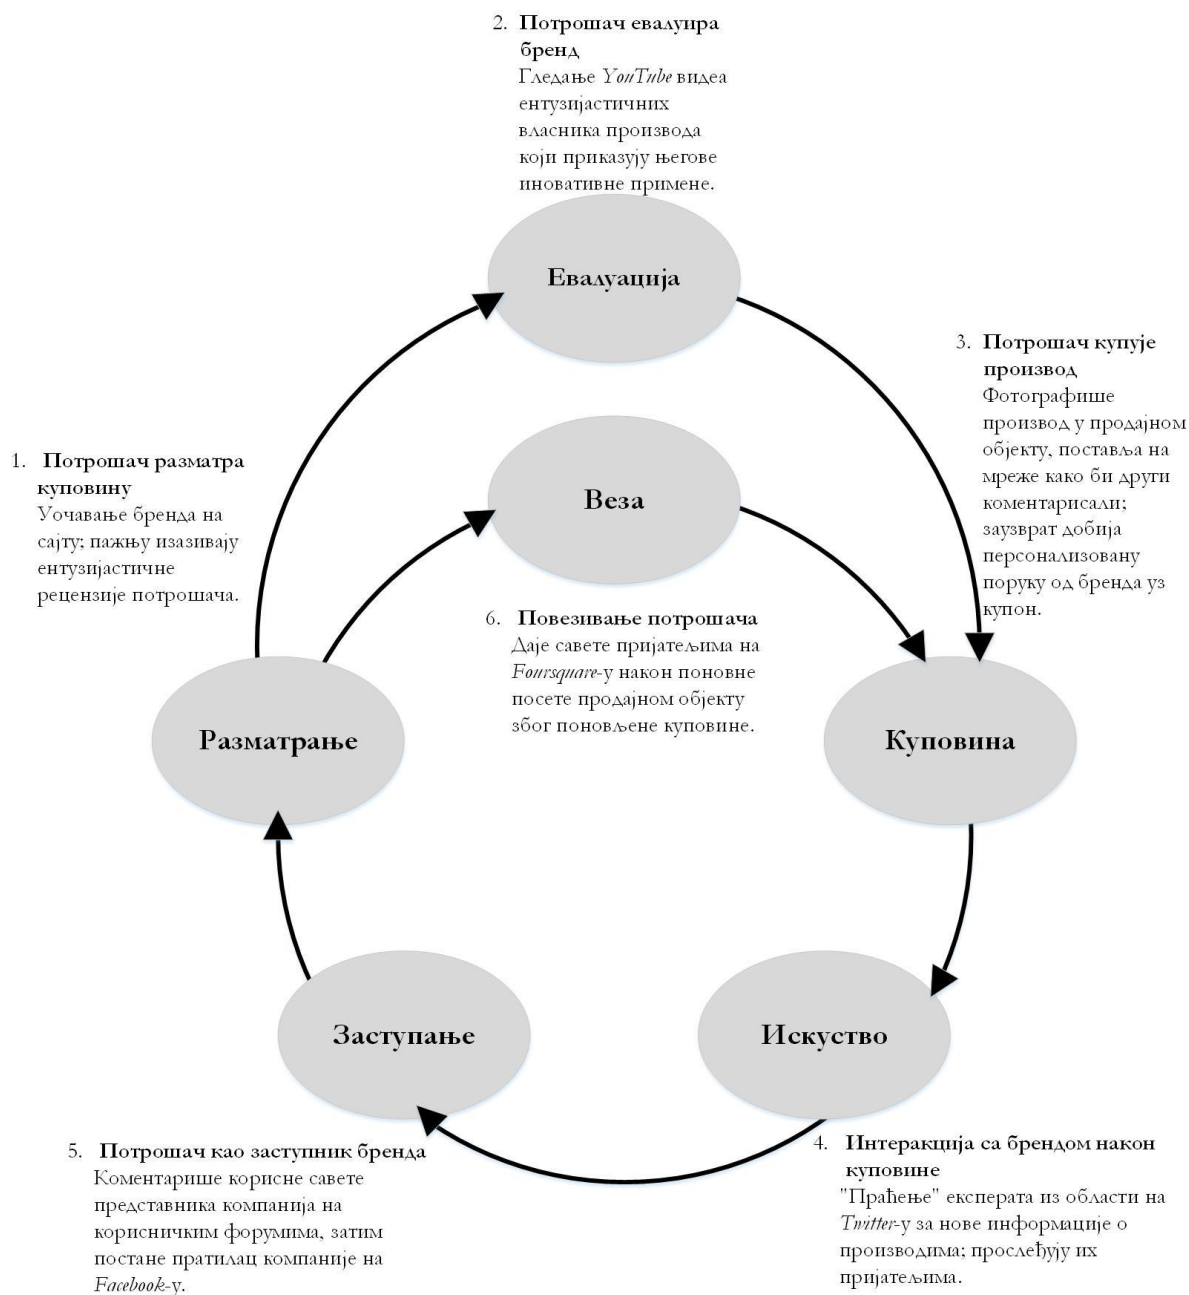 2. Потрошач евалуира
бренд
Гледање YouTube видеа
ентузијастичних
власника производа
који приказују његове
иновативне примене.
Евалуација
3. Потрошач купује
производ
Фотографише
производ у продајном
објекту, поставља на
мреже како би други
коментарисали;
заузврат добија
персонализовану
поруку од бренда уз
купон.
1. Потрошач разматра
куповину
Уочавање бренда на
сајту; пажњу изазивају
ентузијастичне
рецензије потрошача.
Веза
6. Повезивање потрошача
Даје савете пријатељима на
Foursquare-у након поновне
посете продајном објекту
због поновљене куповине.
Разматрање
Куповина
Заступање
Искуство
5. Потрошач као заступник бренда
Коментарише корисне савете
представника компанија на
корисничким форумима, затим
постане пратилац компаније на
Facebook-у.
4. Интеракција са брендом након
куповине
"Праћење" експерата из области на
Twitter-у за нове информације о
производима; прослеђују их
пријатељима.